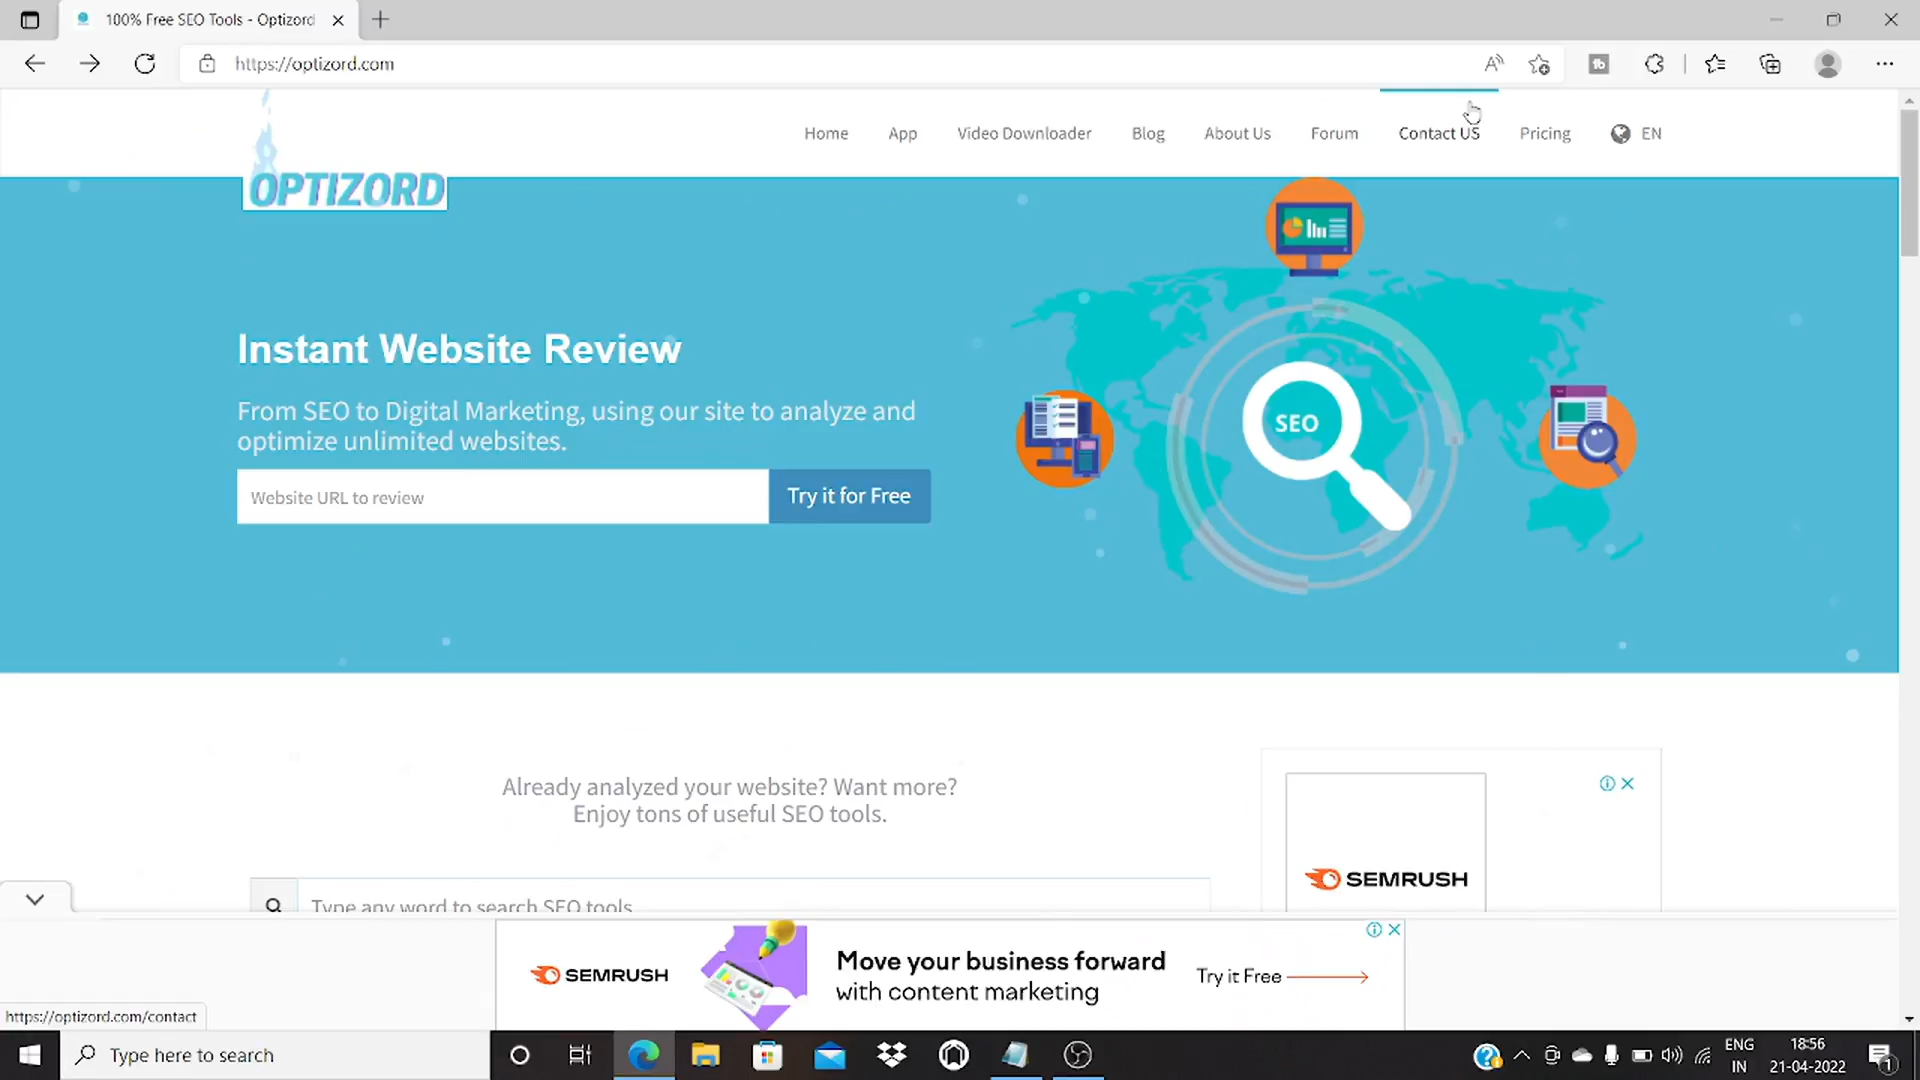 100% Free SEO Tools - Optizord
https://optizord.com
Home App Video Downloader Blog About Us Forum Contact US Pricing EN
OPTIZORD
Instant Website Review
From SEO to Digital Marketing, using our site to analyze and
optimize unlimited websites.
Website URL to review
Try it for Free
SEO
Already analyzed your website? Want more?
Enjoy tons of useful SEO tools.
Type any word to search SEO tools
SEMRUSH
SEMRUSH
Move your business forward
with content marketing
Try it Free
https://optizord.com/contact
Type here to search
ENG
IN
18:56
21-04-2022
1